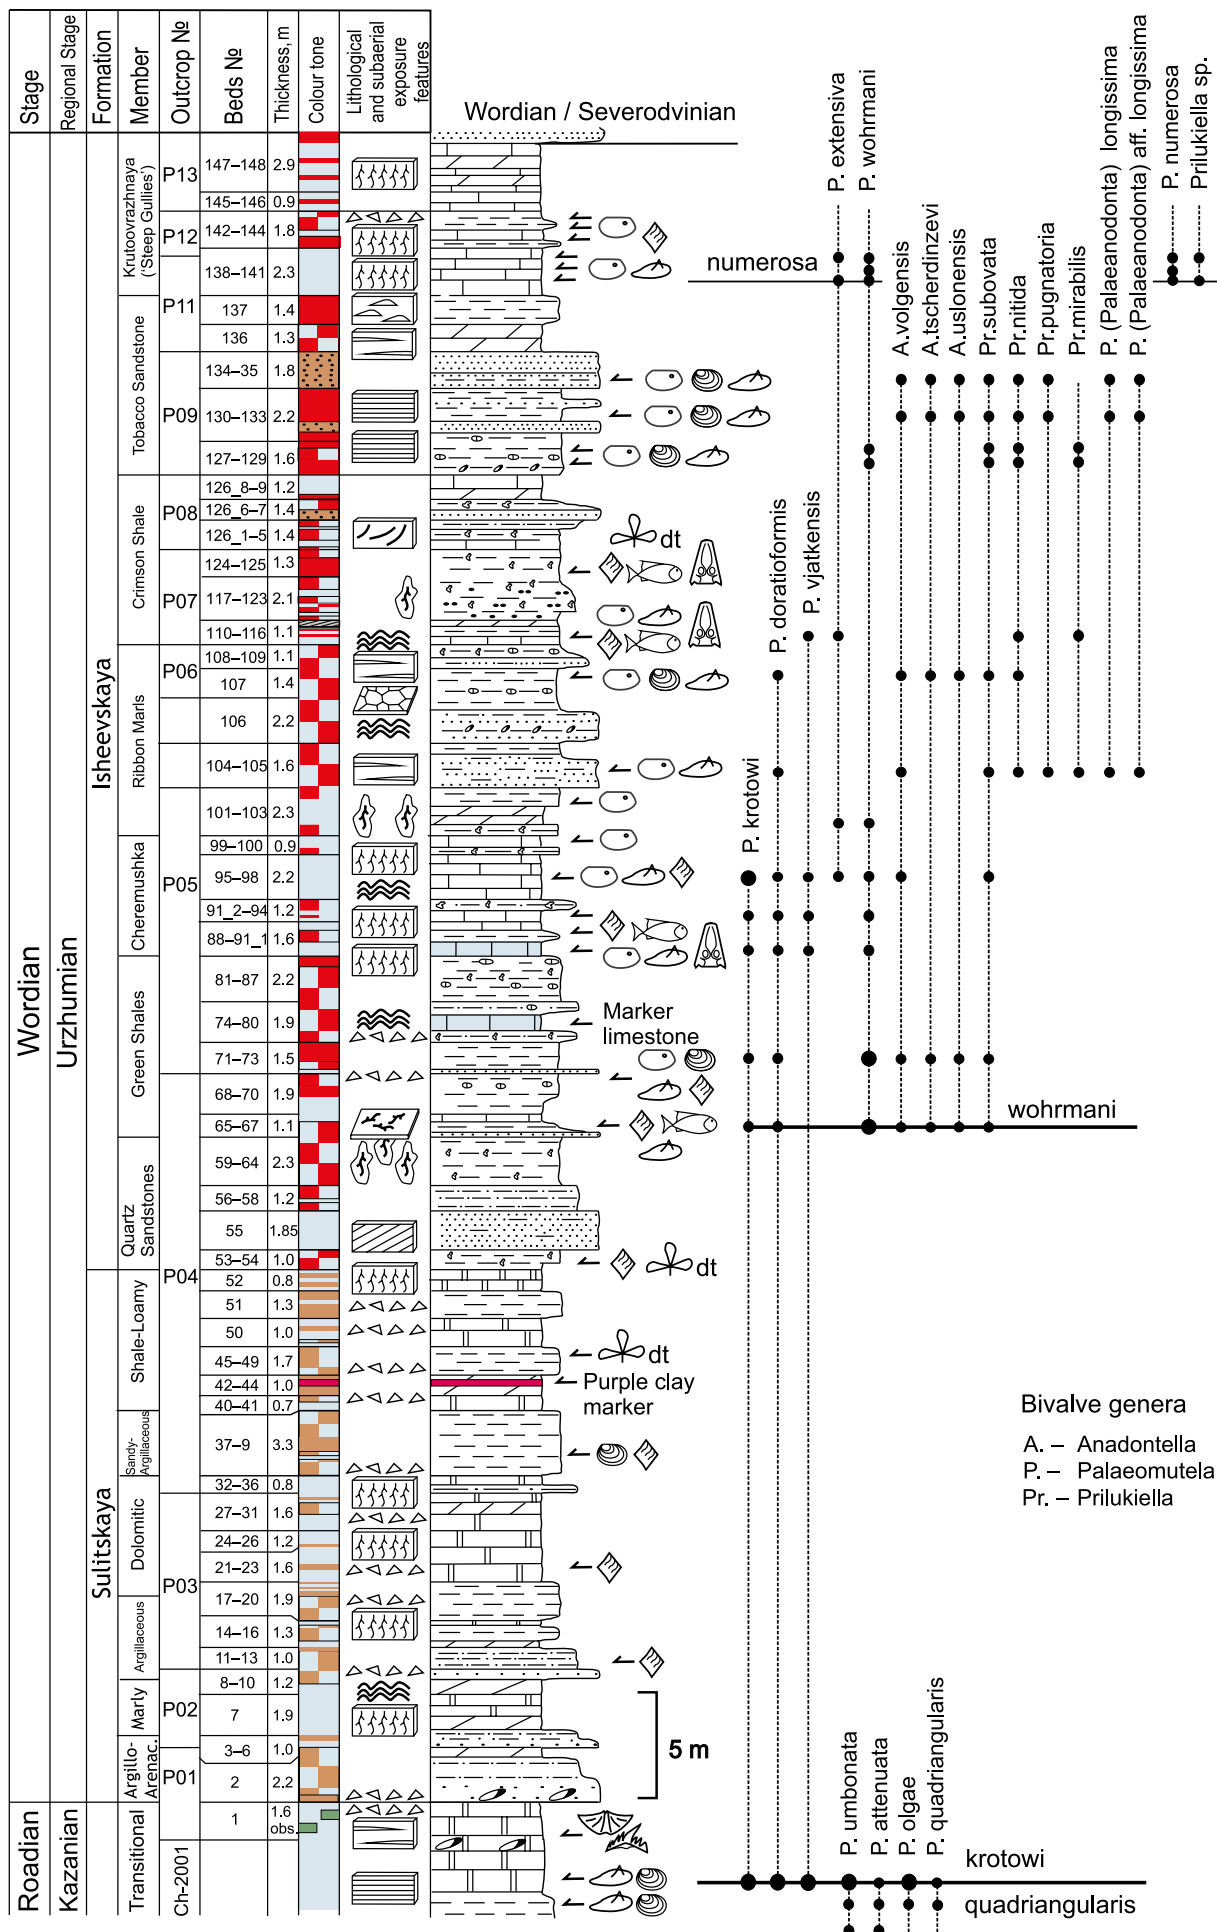 Stage
Regional Stage
Formation
Member
Outcrop №
Beds №
Thickness, m
Colour tone
Lithological
and subaerial
exposure
features
Wordian / Severodvinian
Wordian
Roadian
Urzhumian
Kazanian
Isheevskaya
Sulitskaya
Krutoovrazhnaya
('Steep Gullies')
Tobacco Sandstone
Crimson Shale
Ribbon Marls
Cheremushka
Green Shales
Quartz
Sandstones
Shale-Loamy
Sandy-
Argillaceous
Dolomitic
Argillaceous
Marly
Argillo-
Arenac.
Transitional
P13
P12
P11
P09
P08
P07
P06
P05
P04
P03
P02
P01
Ch-2001
147–148 2.9
145–146 0.9
142–144 1.8
138–141 2.3
137 1.4
136 1.3
134–35 1.8
130–133 2.2
127–129 1.6
126_8–9 1.2
126_6–7 1.4
126_1–5 1.4
124–125 1.3
117–123 2.1
110–116 1.1
108–109 1.1
107 1.4
106 2.2
104–105 1.6
101–103 2.3
99–100 0.9
95–98 2.2
91_2–94 1.2
88–91_1 1.6
81–87 2.2
74–80 1.9
71–73 1.5
68–70 1.9
65–67 1.1
59–64 2.3
56–58 1.2
55 1.85
53–54 1.0
52 0.8
51 1.3
50 1.0
45–49 1.7
42–44 1.0
40–41 0.7
37–9 3.3
32–36 0.8
27–31 1.6
24–26 1.2
21–23 1.6
17–20 1.9
14–16 1.3
11–13 1.0
8–10 1.2
7 1.9
3–6 1.0
2 2.2
1 1.6
obs.
dt
Marker
limestone
dt
dt
Purple clay
marker
5 m
numerosa
wohrmani
krotowi
quadriangularis
P. krotowi
P. doratioformis
P. vjatkensis
P. extensiva
P. wohrmani
A.volgensis
A.tscherdinzevi
A.uslonensis
Pr.subovata
Pr.nitida
Pr.pugnatoria
Pr.mirabilis
P. (Palaeanodonta) longissima
P. (Palaeanodonta) aff. longissima
P. numerosa
Prilukiella sp.
P. umbonata
P. attenuata
P. olgae
P. quadriangularis
Bivalve genera
A. – Anadontella
P. – Palaeomutela
Pr. – Prilukiella